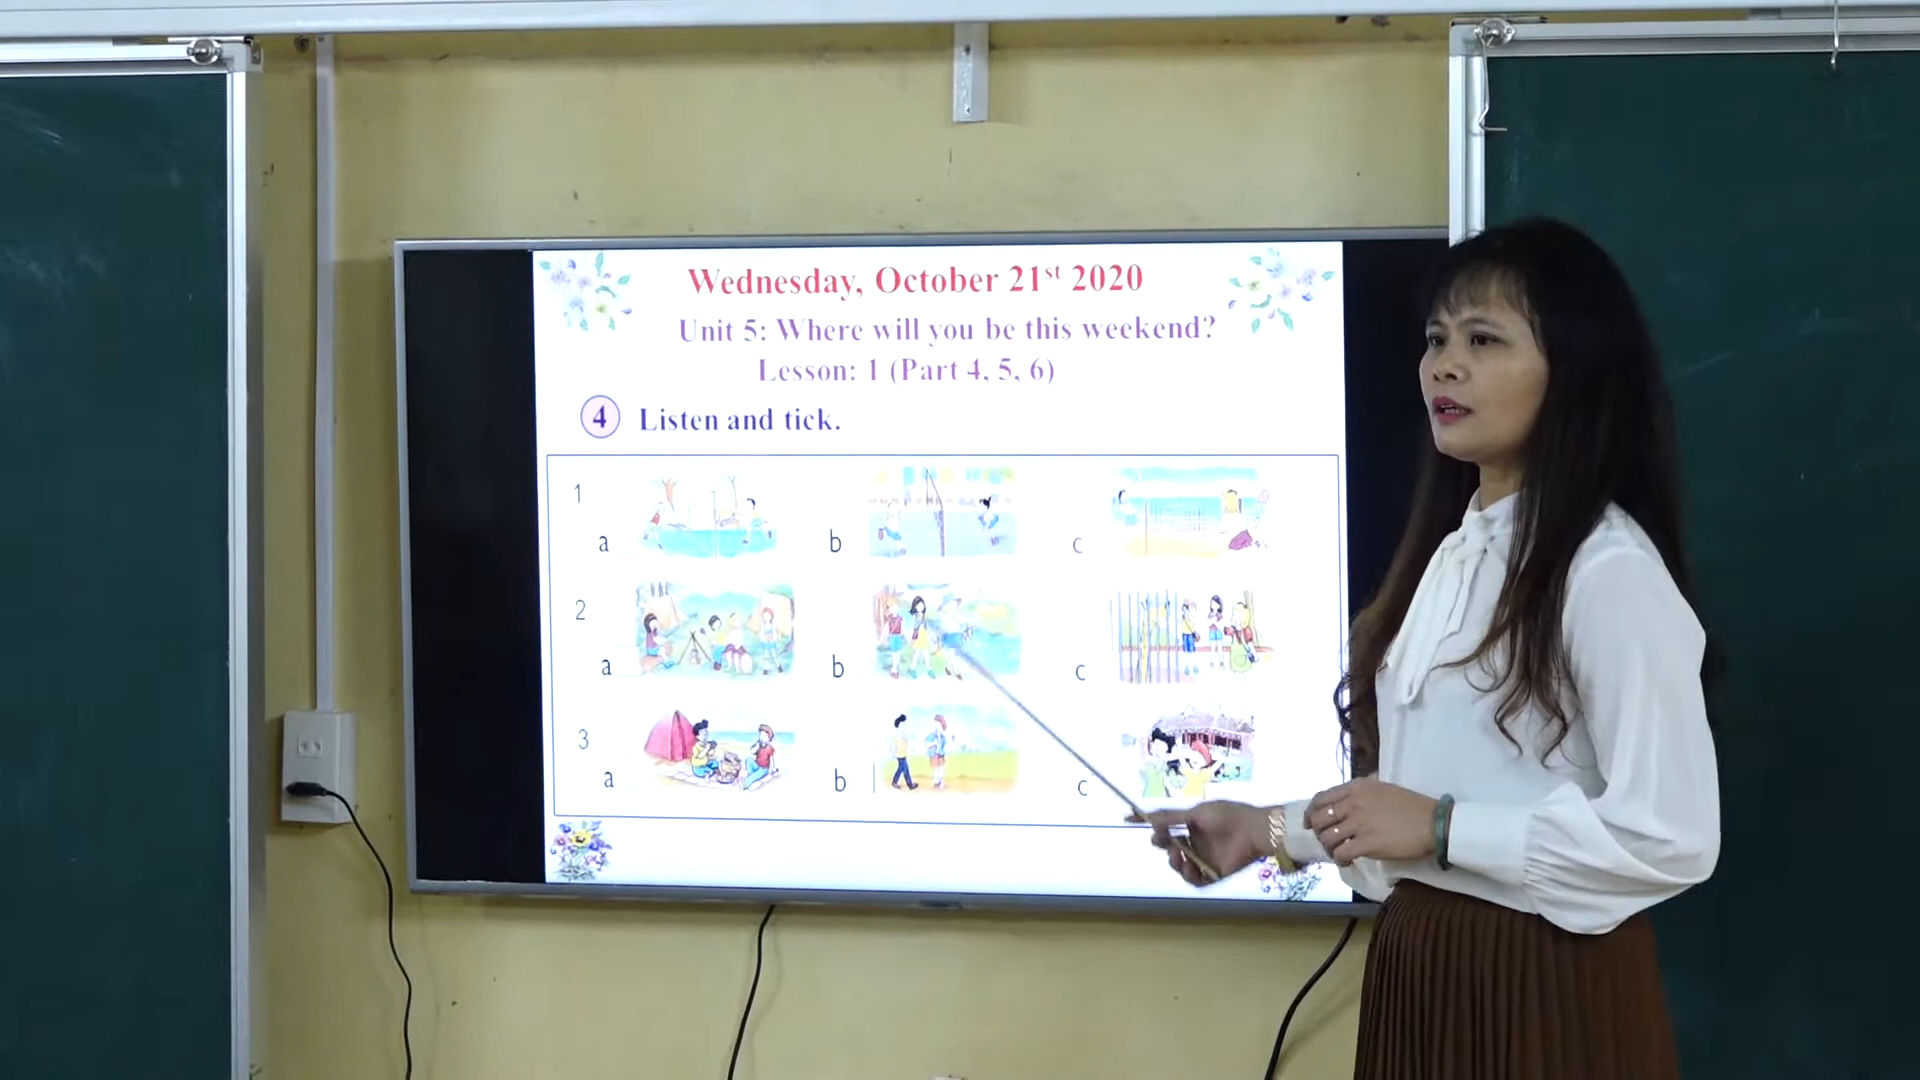 Wednesday, October 21st 2020
Unit 5: Where will you be this weekend?
Lesson: 1 (Part 4, 5, 6)
4 Listen and tick.
1
a b c
2
a b c
3
a b c